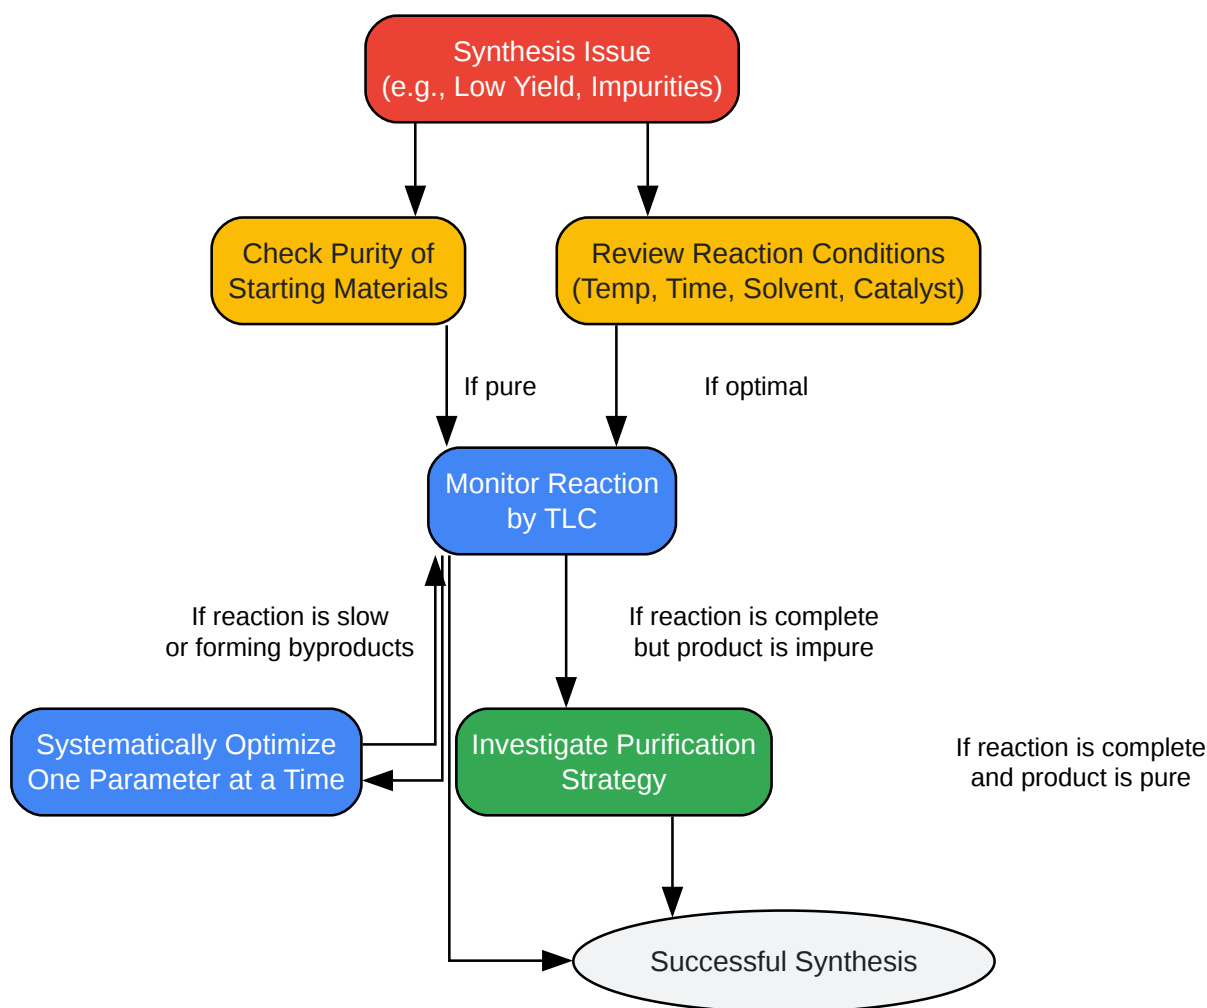 Synthesis Issue
(e.g., Low Yield, Impurities)
Check Purity of
Starting Materials
Review Reaction Conditions
(Temp, Time, Solvent, Catalyst)
If pure
If optimal
Monitor Reaction
by TLC
If reaction is slow
or forming byproducts
If reaction is complete
but product is impure
Systematically Optimize
One Parameter at a Time
Investigate Purification
Strategy
If reaction is complete
and product is pure
Successful Synthesis